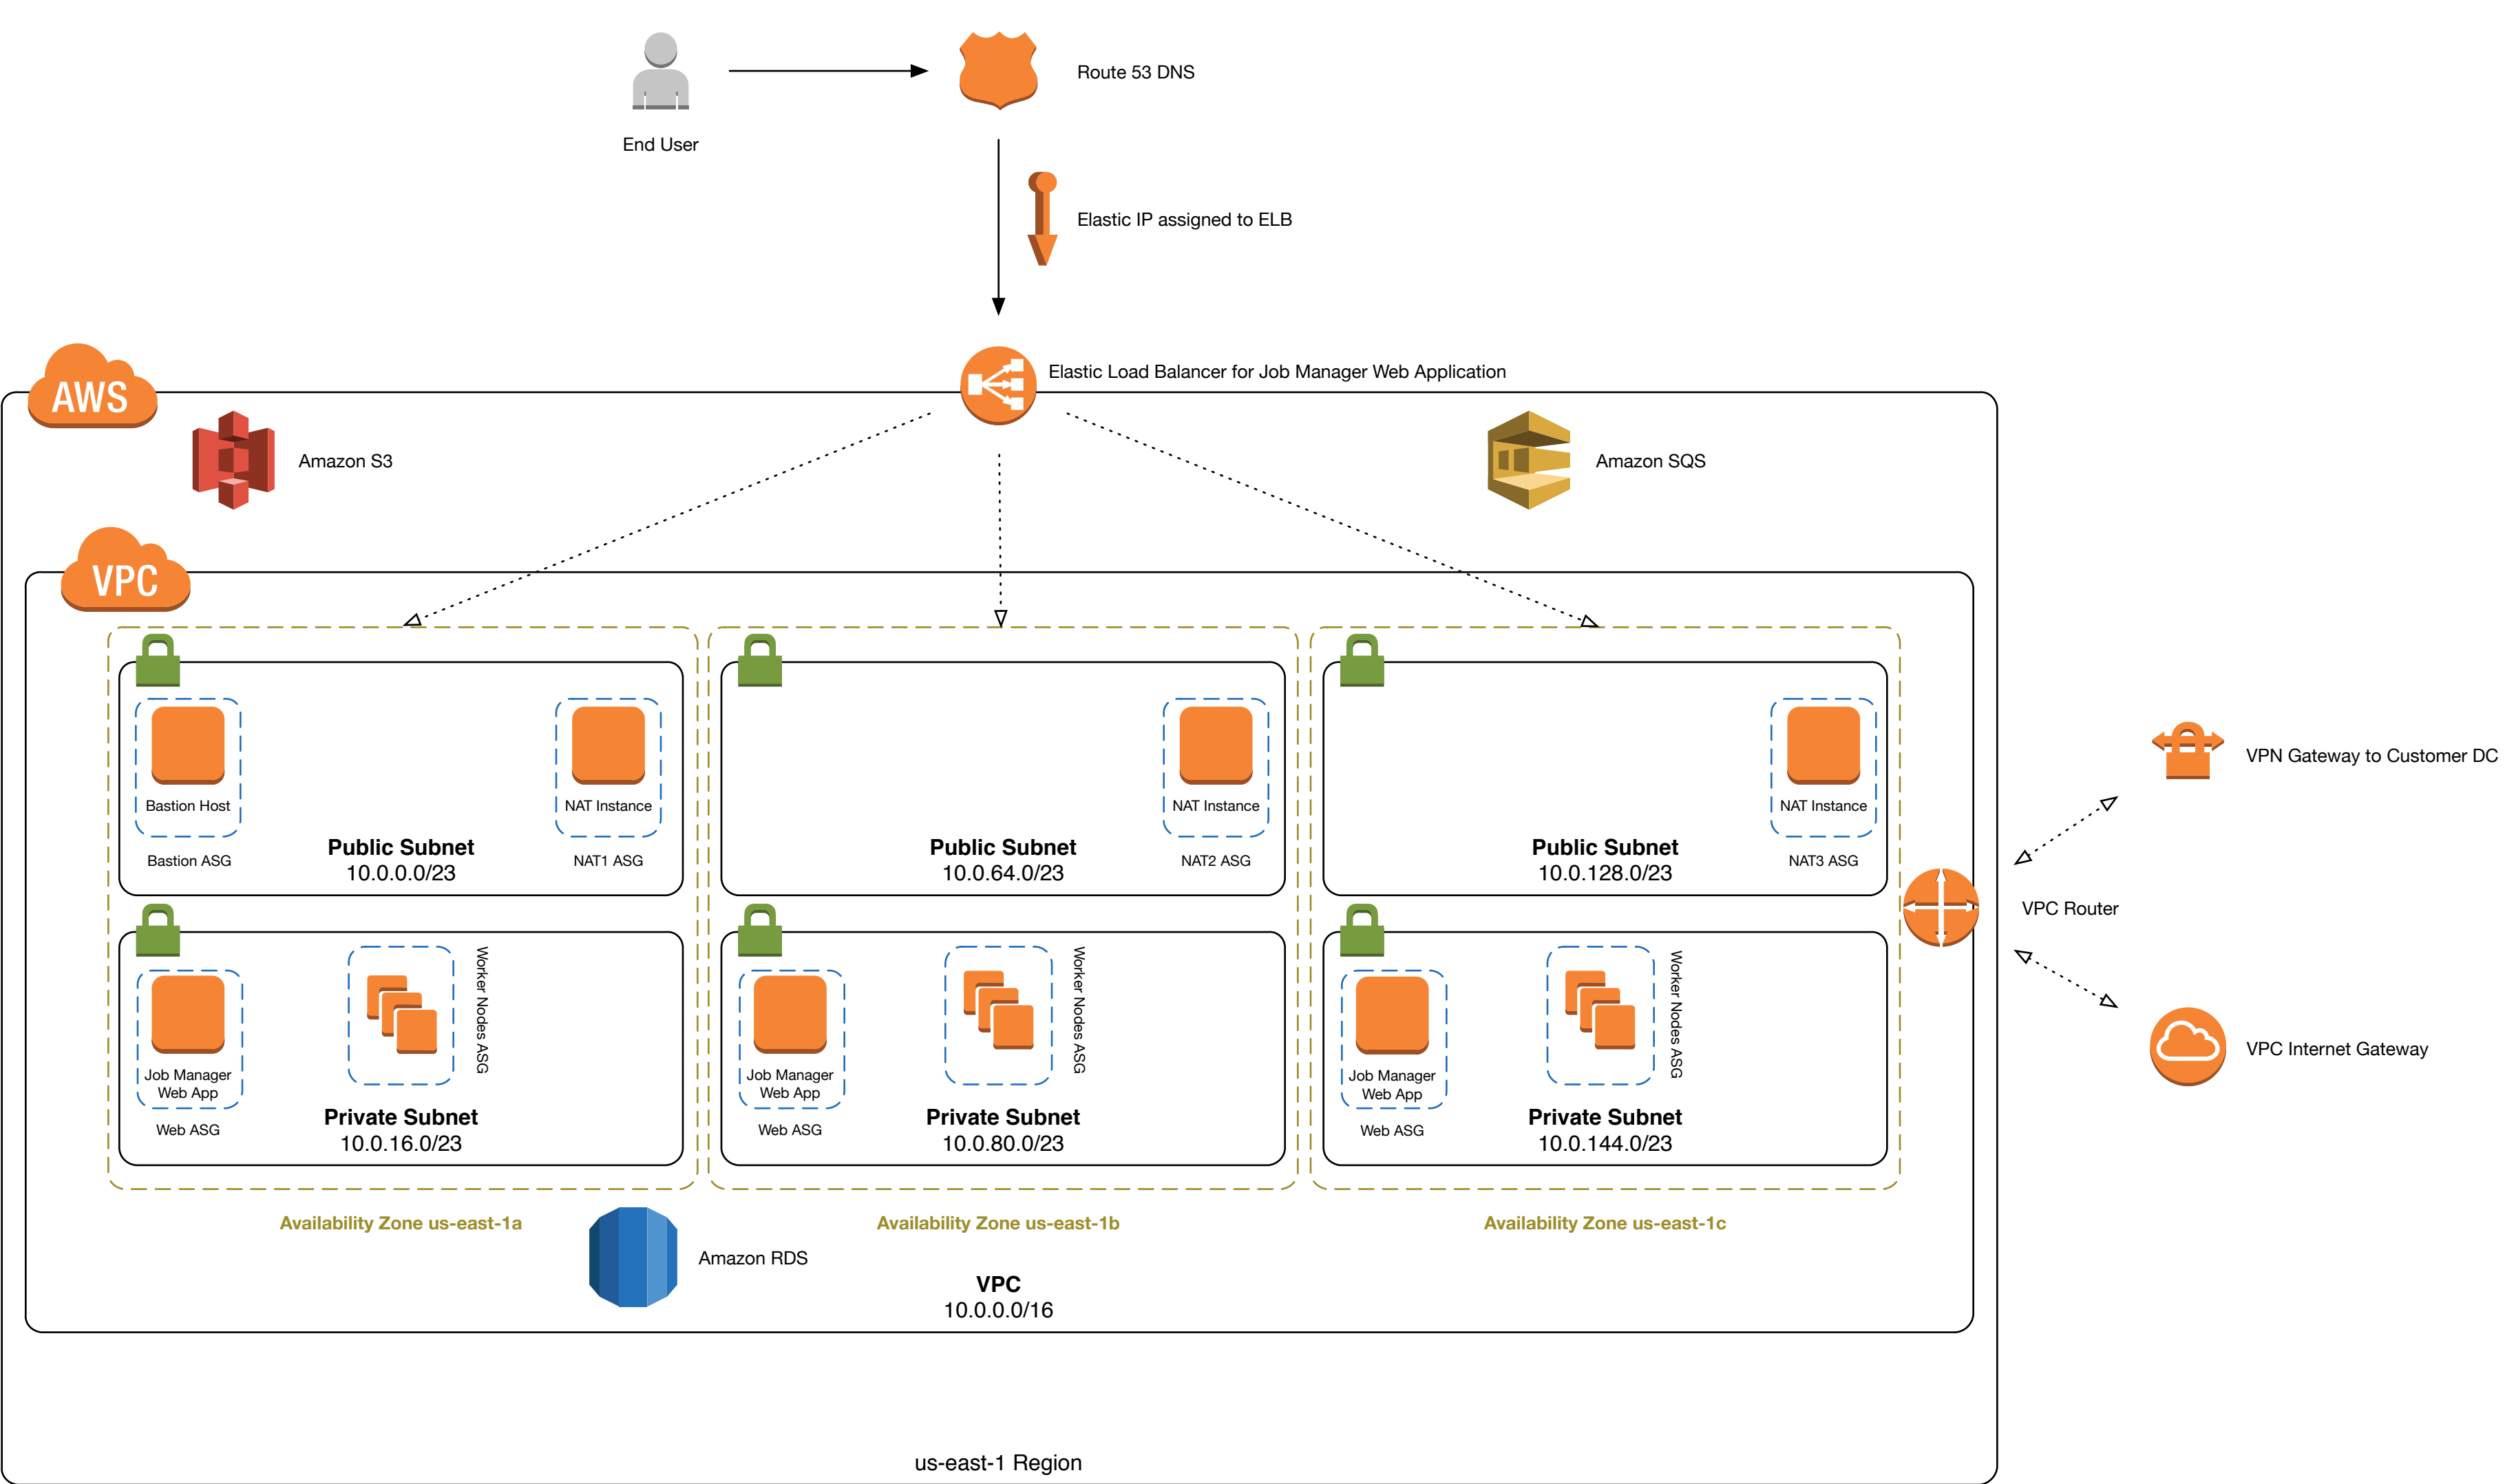 Route 53 DNS
End User
Elastic IP assigned to ELB
Elastic Load Balancer for Job Manager Web Application
AWS
Amazon S3
Amazon SQS
VPC
Bastion Host
Bastion ASG
Public Subnet
10.0.0.0/23
NAT Instance
NAT1 ASG
Public Subnet
10.0.64.0/23
NAT Instance
NAT2 ASG
Public Subnet
10.0.128.0/23
NAT Instance
NAT3 ASG
VPN Gateway to Customer DC
VPC Router
VPC Internet Gateway
Job Manager
Web App
Web ASG
Worker Nodes ASG
Private Subnet
10.0.16.0/23
Job Manager
Web App
Web ASG
Worker Nodes ASG
Private Subnet
10.0.80.0/23
Job Manager
Web App
Web ASG
Worker Nodes ASG
Private Subnet
10.0.144.0/23
Availability Zone us-east-1a
Availability Zone us-east-1b
Availability Zone us-east-1c
Amazon RDS
VPC
10.0.0.0/16
us-east-1 Region